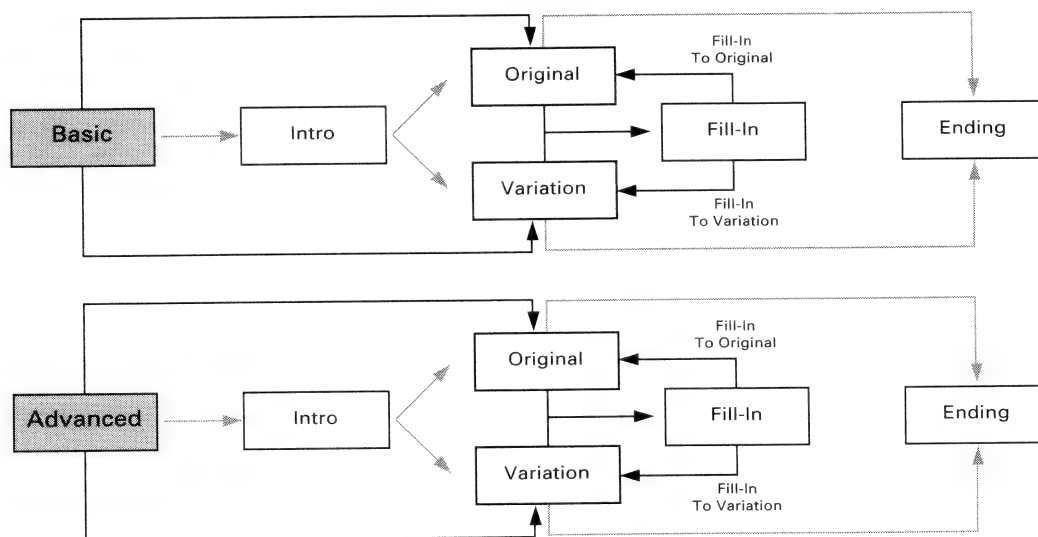 Fill-In
To Original
Original
Basic
Intro
Fill-In
Ending
Variation
Fill-In
To Variation
Fill-In
To Original
Original
Advanced
Intro
Fill-In
Ending
Variation
Fill-In
To Variation